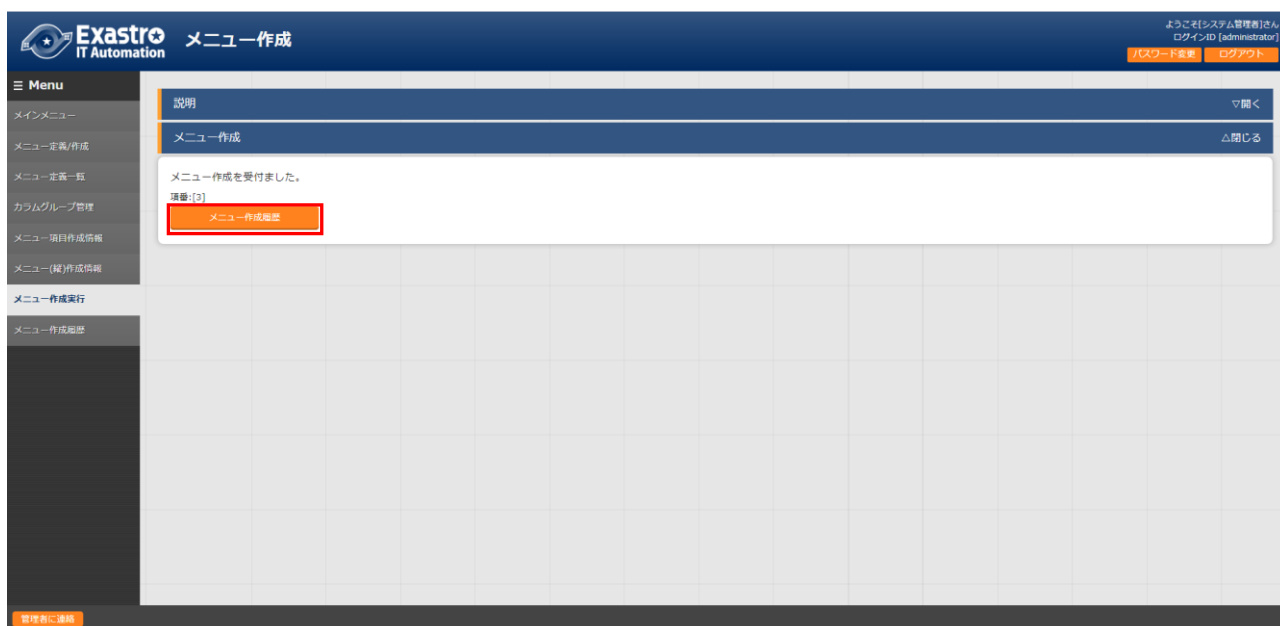 Exastro
IT Automation
メニュー作成
ようこそ[システム管理者]さん
ログインID [administrator]
パスワード変更
ログアウト
☰ Menu
メインメニュー
メニュー定義/作成
メニュー定義一覧
カラムグループ管理
メニュー項目作成情報
メニュー(縦)作成情報
メニュー作成実行
メニュー作成履歴
説明
▽開く
メニュー作成
△閉じる
メニュー作成を受付ました。
項番:[3]
メニュー作成履歴
管理者に連絡